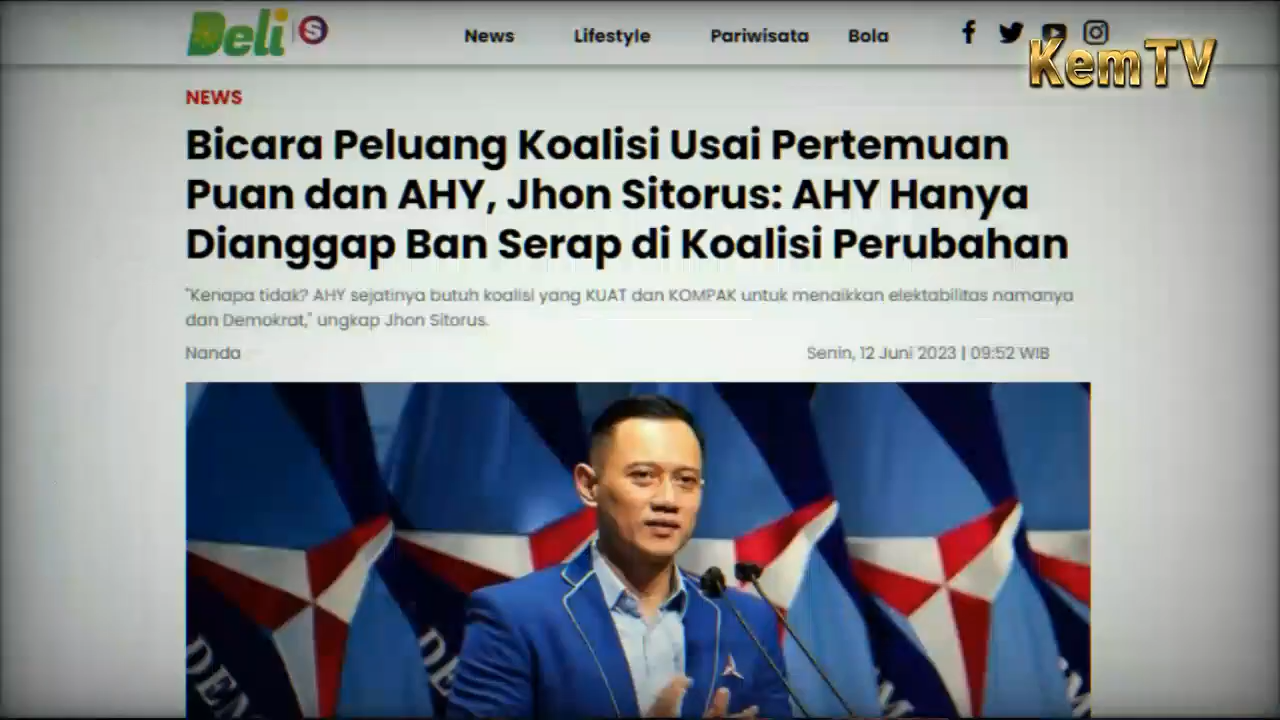 Deli S
News Lifestyle Pariwisata Bola
KemTV
NEWS
Bicara Peluang Koalisi Usai Pertemuan
Puan dan AHY, Jhon Sitorus: AHY Hanya
Dianggap Ban Serap di Koalisi Perubahan
"Kenapa tidak? AHY sejatinya butuh koalisi yang KUAT dan KOMPAK untuk menaikkan elektabilitas namanya
dan Demokrat," ungkap Jhon Sitorus.
Nanda
Senin, 12 Juni 2023 | 09:52 WIB
DEN
DE